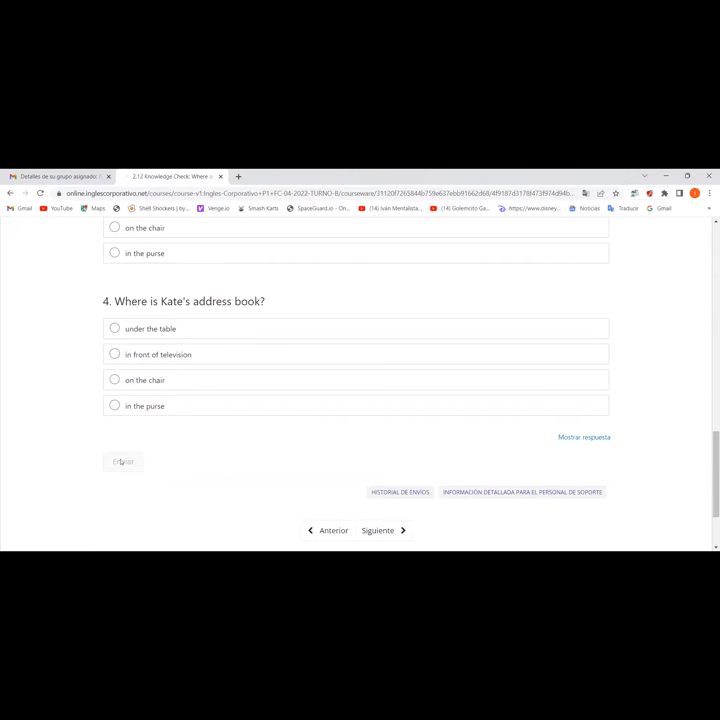 Detalles de su grupo asignado: E
2.12 Knowledge Check: Where is
online.inglescorporativo.net/courses/course-v1:Ingles-Corporativo+P1+FC-04-2022-TURNO-8/courseware/31120f7265844b759e637ebb91662d68/4f9187d3178f473f974d94b...
Gmail YouTube Maps Shell Shockers | by... Venge.io Smash Karts SpaceGuard.io - On... (14) Iván Mentalista... (14) Golemcito Ga... https://www.disney... Noticias Traducir Gmail
on the chair
in the purse
4. Where is Kate's address book?
under the table
in front of television
on the chair
in the purse
Mostrar respuesta
Enviar
HISTORIAL DE ENVÍOS INFORMACIÓN DETALLADA PARA EL PERSONAL DE SOPORTE
Anterior Siguiente